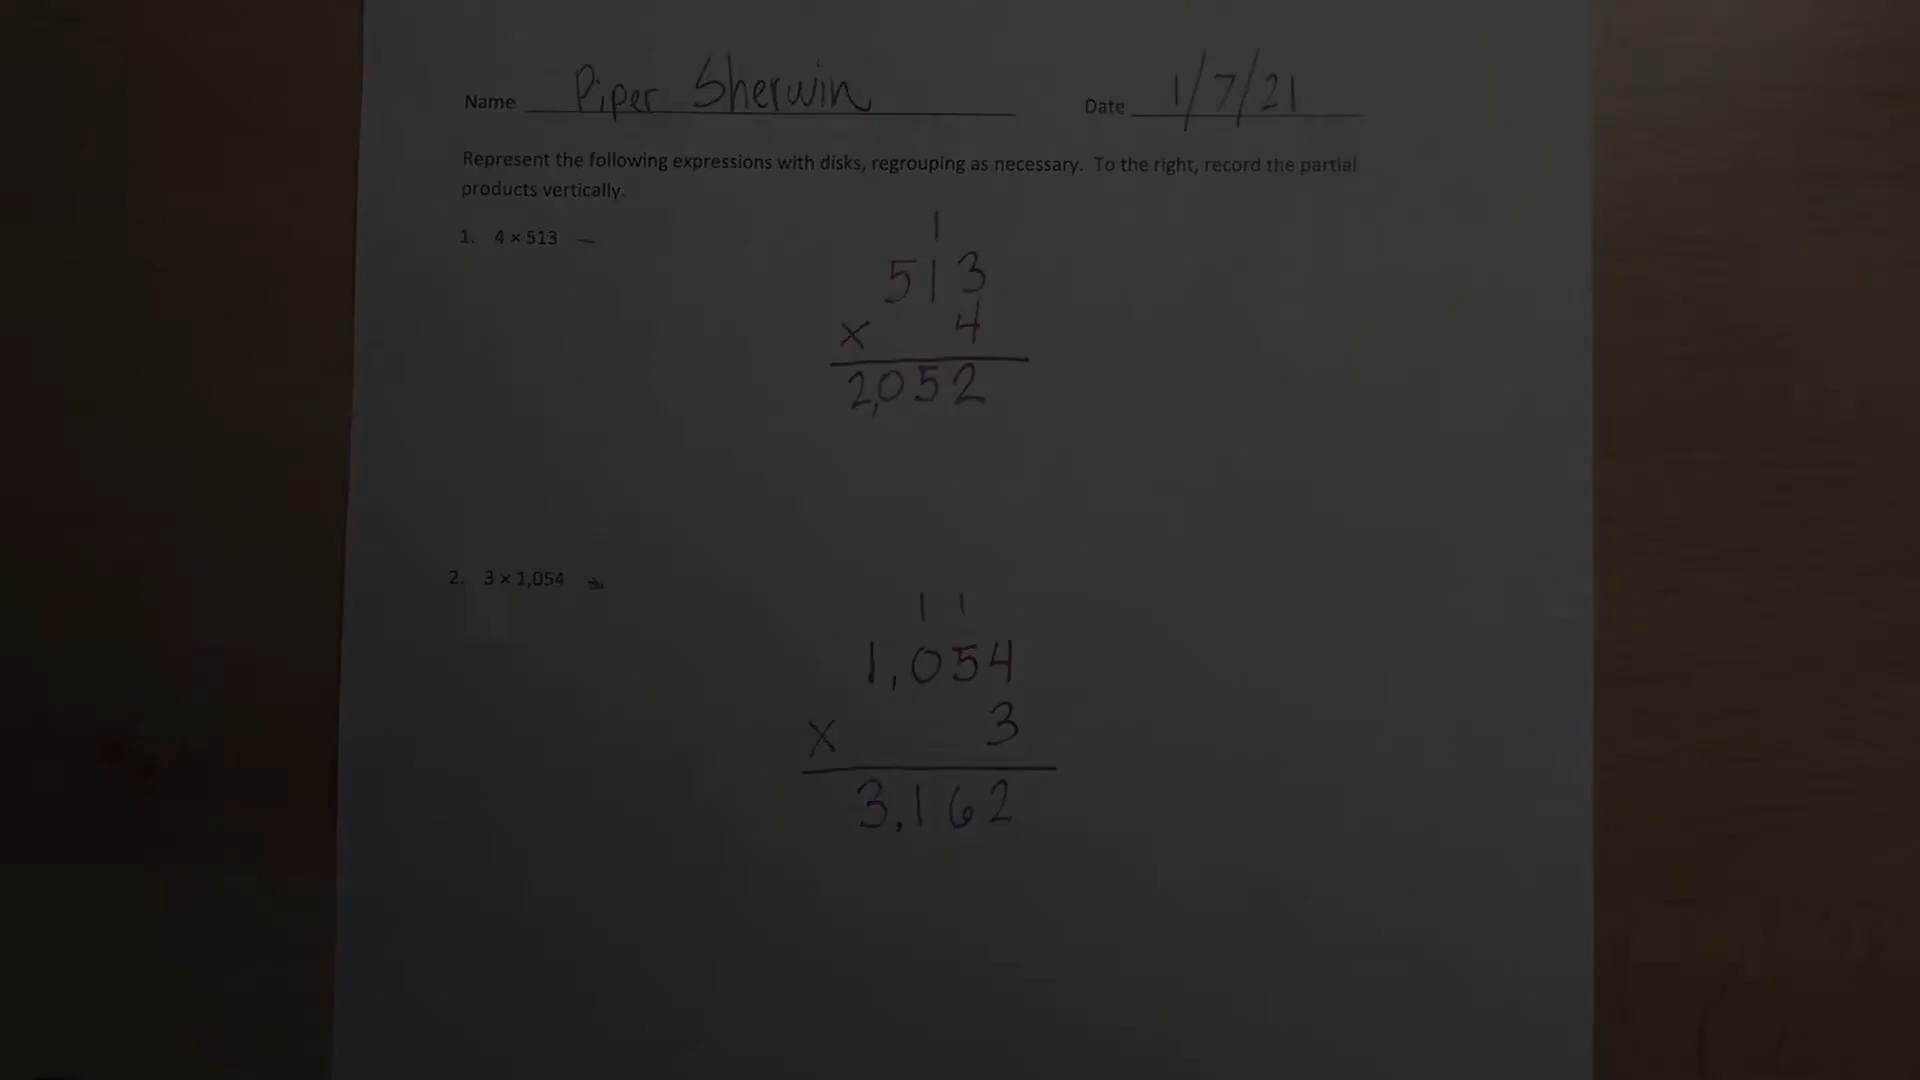 Name Piper Sherwin Date 1/7/21
Represent the following expressions with disks, regrouping as necessary. To the right, record the partial
products vertically.
1. 4 × 513
1
513
× 4
2,052
2. 3 × 1,054
1 1
1,054
× 3
3,162